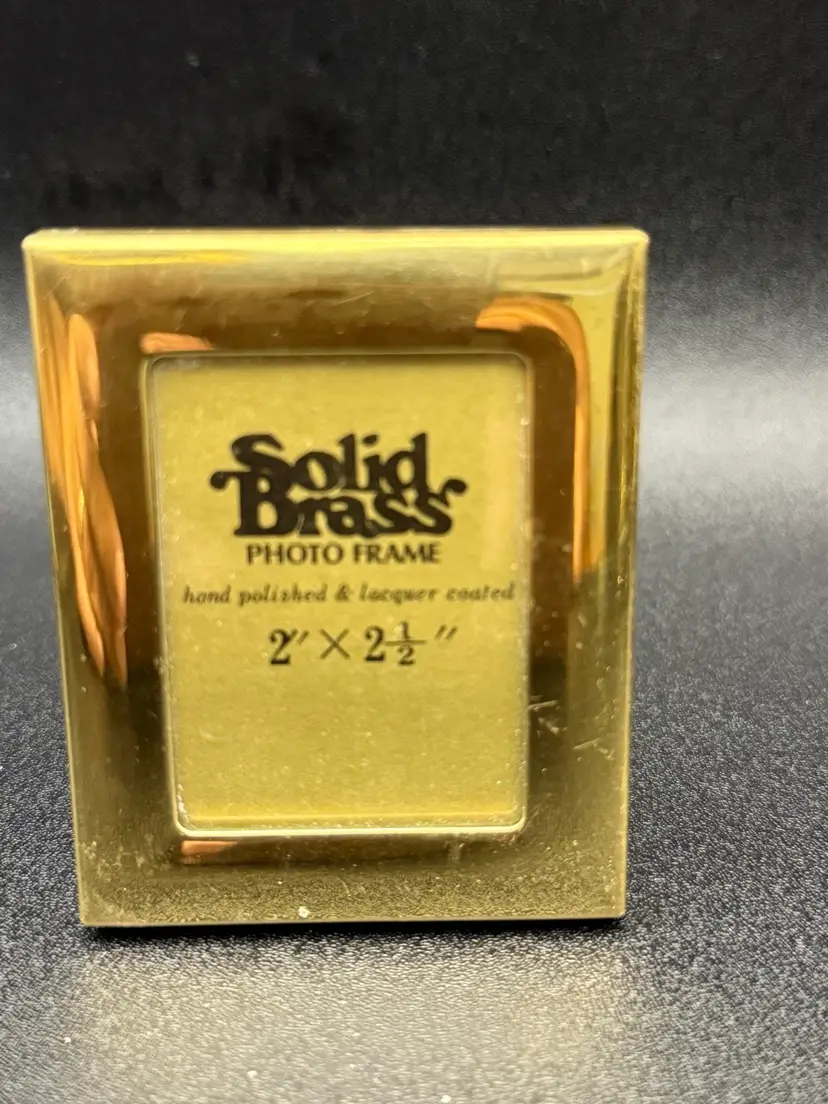 Solid
Brass
PHOTO FRAME
hand polished & lacquer coated
2" × 2½"